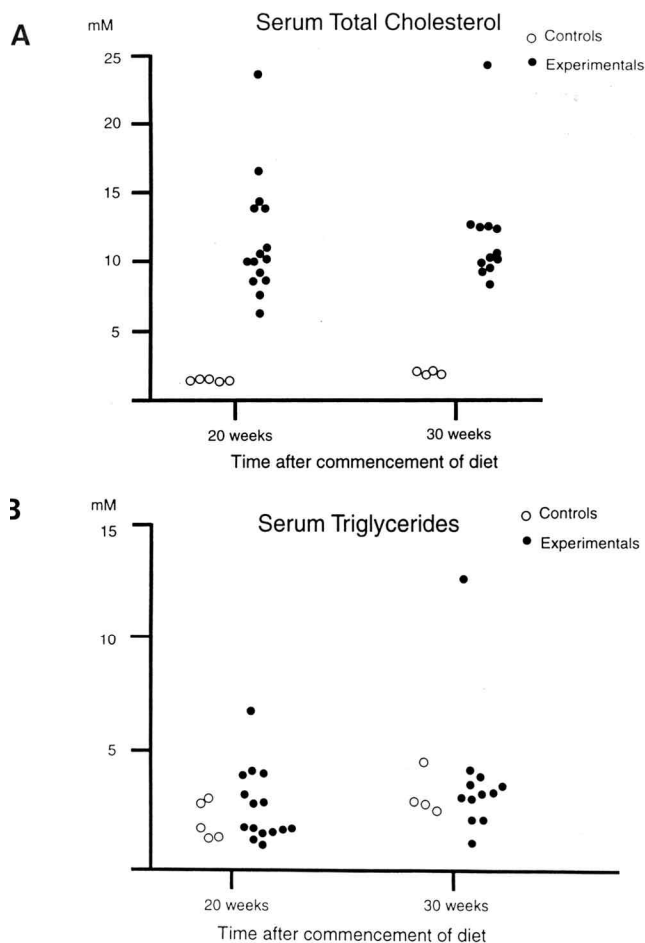 A
mM
Serum Total Cholesterol
Controls
Experimentals
25
20
15
10
5
20 weeks
30 weeks
Time after commencement of diet
B
mM
Serum Triglycerides
Controls
Experimentals
15
10
5
20 weeks
30 weeks
Time after commencement of diet